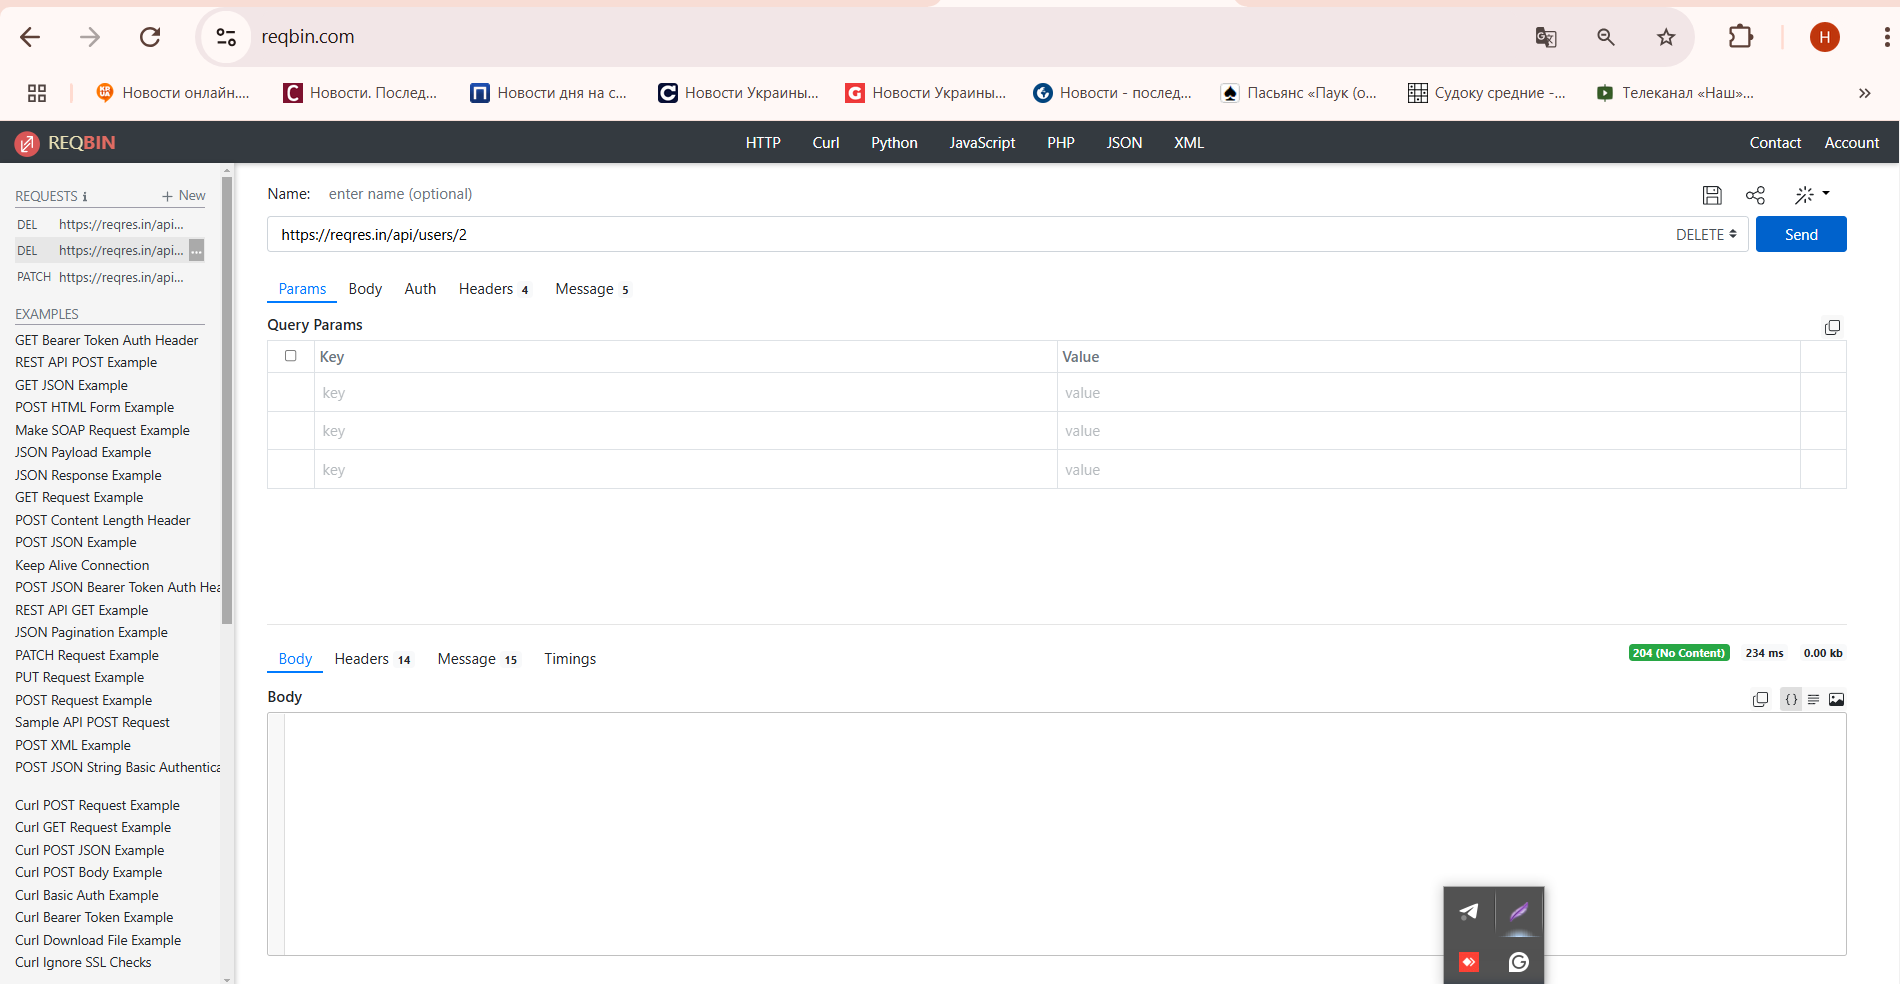 reqbin.com
H
Новости онлайн....
Новости. Послед...
Новости дня на с...
Новости Украины...
Новости Украины...
Новости - послед...
Пасьянс «Паук (о...
Судоку средние -...
Телеканал «Наш»...
REQBIN
HTTP Curl Python JavaScript PHP JSON XML
Contact Account
REQUESTS
+ New
DEL https://reqres.in/api...
DEL https://reqres.in/api... ...
PATCH https://reqres.in/api...
EXAMPLES
GET Bearer Token Auth Header
REST API POST Example
GET JSON Example
POST HTML Form Example
Make SOAP Request Example
JSON Payload Example
JSON Response Example
GET Request Example
POST Content Length Header
POST JSON Example
Keep Alive Connection
POST JSON Bearer Token Auth Hea
REST API GET Example
JSON Pagination Example
PATCH Request Example
PUT Request Example
POST Request Example
Sample API POST Request
POST XML Example
POST JSON String Basic Authentica
Curl POST Request Example
Curl GET Request Example
Curl POST JSON Example
Curl POST Body Example
Curl Basic Auth Example
Curl Bearer Token Example
Curl Download File Example
Curl Ignore SSL Checks
Name: enter name (optional)
https://reqres.in/api/users/2
DELETE
Send
Params Body Auth Headers 4 Message 5
Query Params
Key Value
key value
key value
key value
Body Headers 14 Message 15 Timings
204 (No Content) 234 ms 0.00 kb
Body
{}